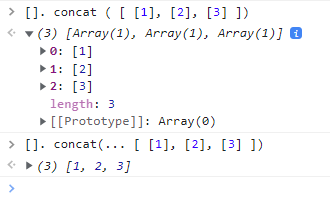 > []. concat ( [ [1], [2], [3] ])
<· ▼ (3) [Array(1), Array(1), Array(1)] i
▶ 0: [1]
▶ 1: [2]
▶ 2: [3]
length: 3
▶ [[Prototype]]: Array(0)
> []. concat(... [ [1], [2], [3] ])
<· ▶ (3) [1, 2, 3]
>